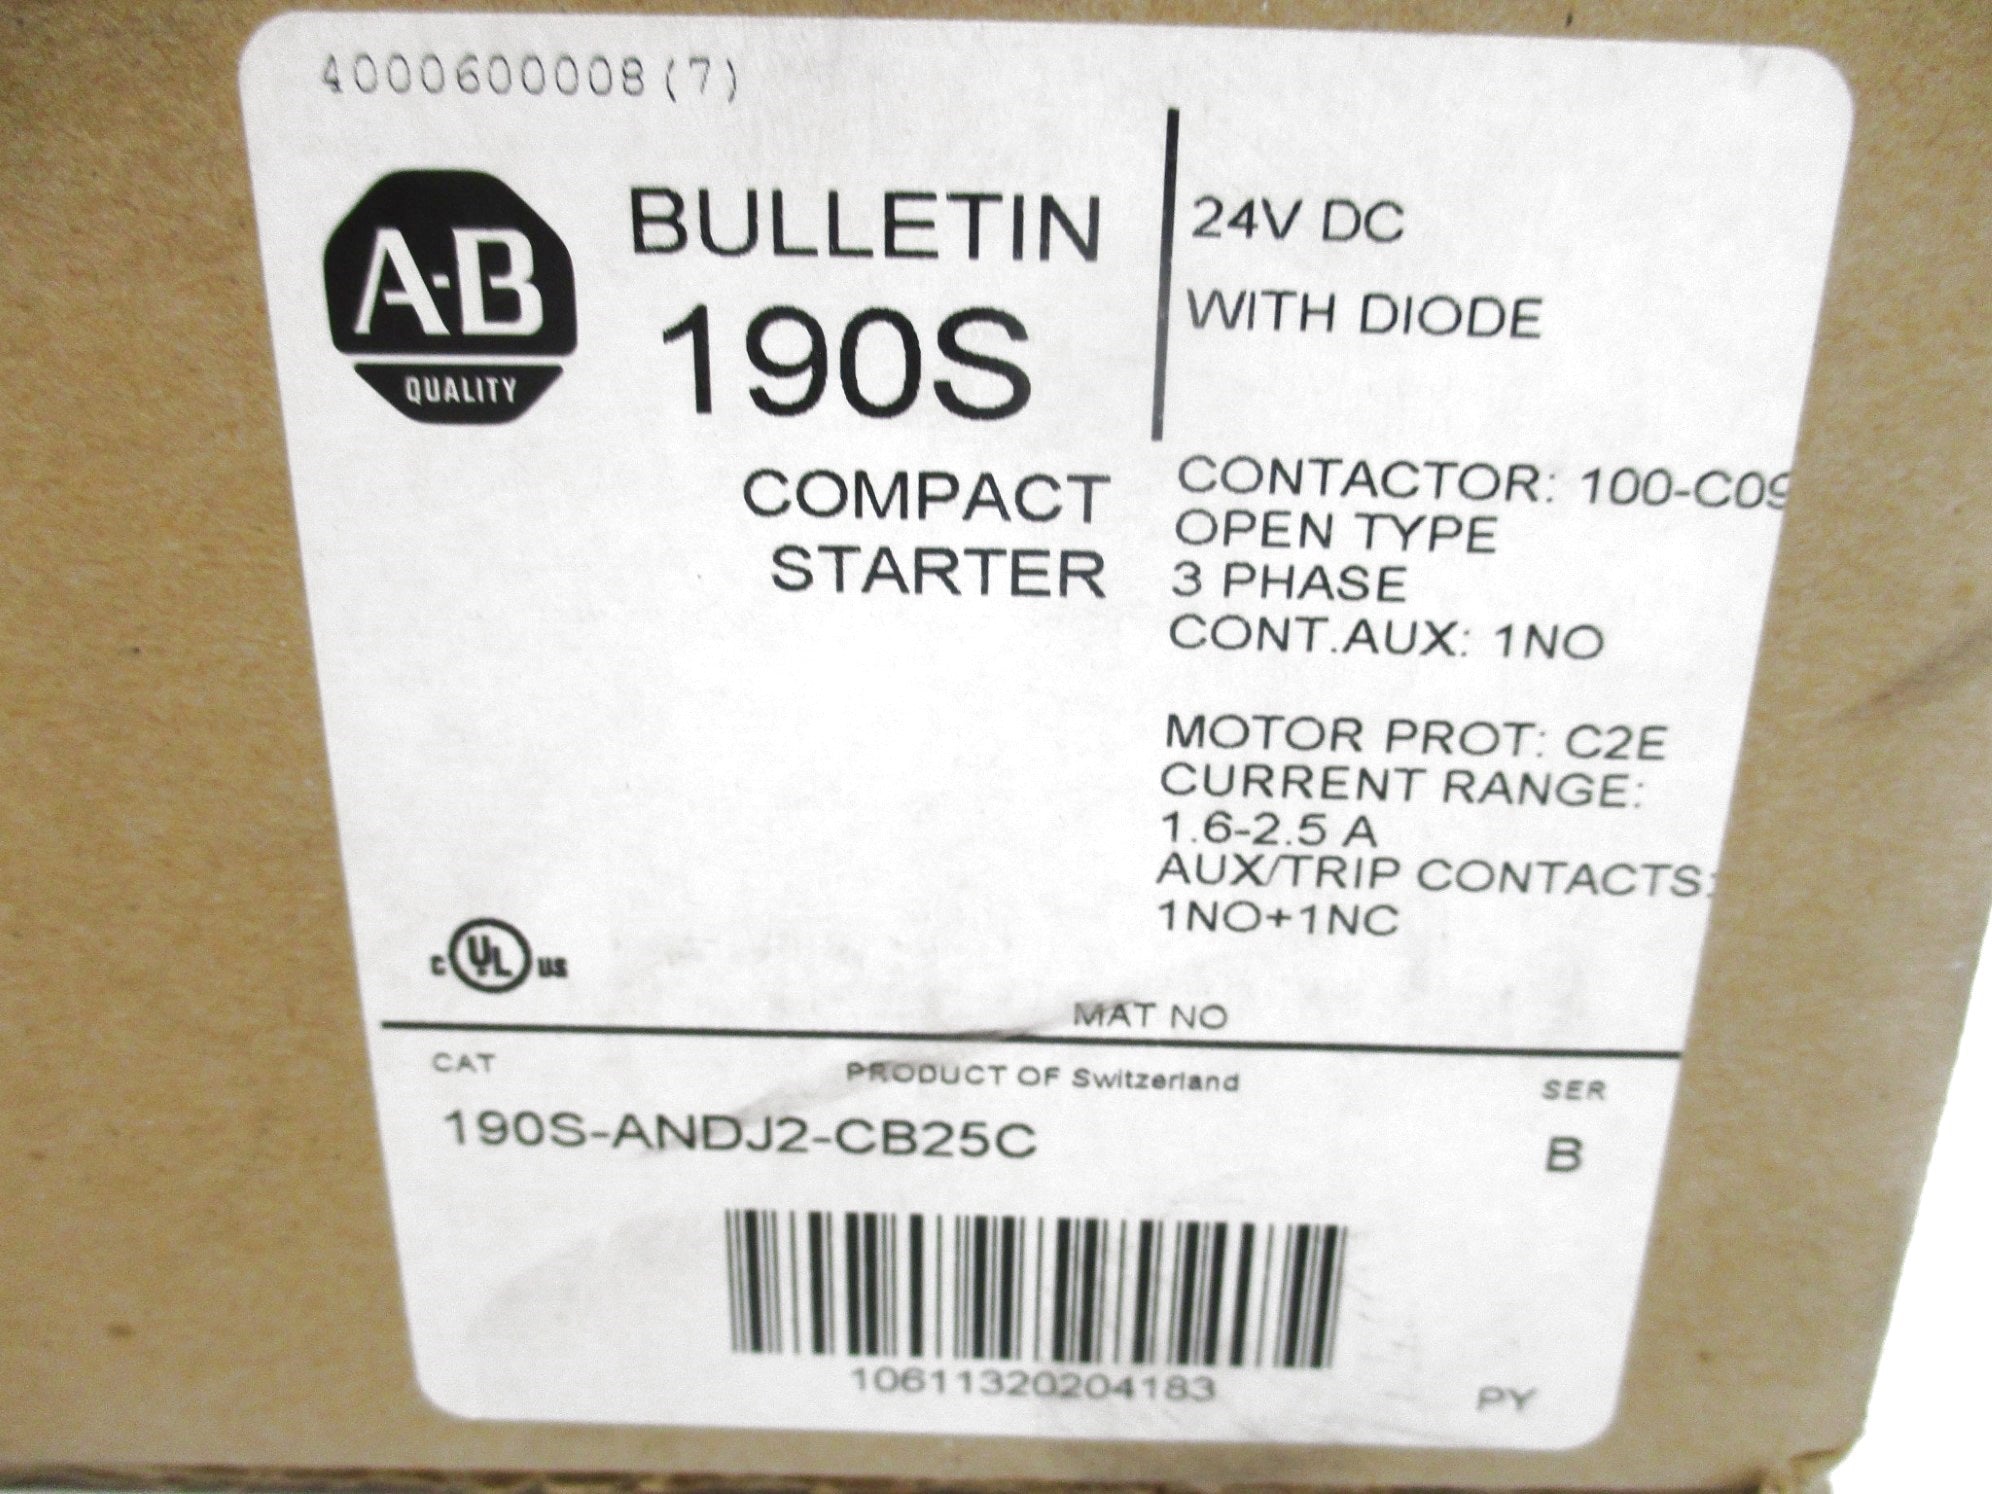 4000600008(7)
A-B
QUALITY
BULLETIN
190S
COMPACT
STARTER
24V DC
WITH DIODE
CONTACTOR: 100-C09
OPEN TYPE
3 PHASE
CONT.AUX: 1NO
MOTOR PROT: C2E
CURRENT RANGE:
1.6-2.5 A
AUX/TRIP CONTACTS:
1NO+1NC
C UL US
MAT NO
CAT
PRODUCT OF Switzerland
SER
190S-ANDJ2-CB25C
B
10611320204183
PY